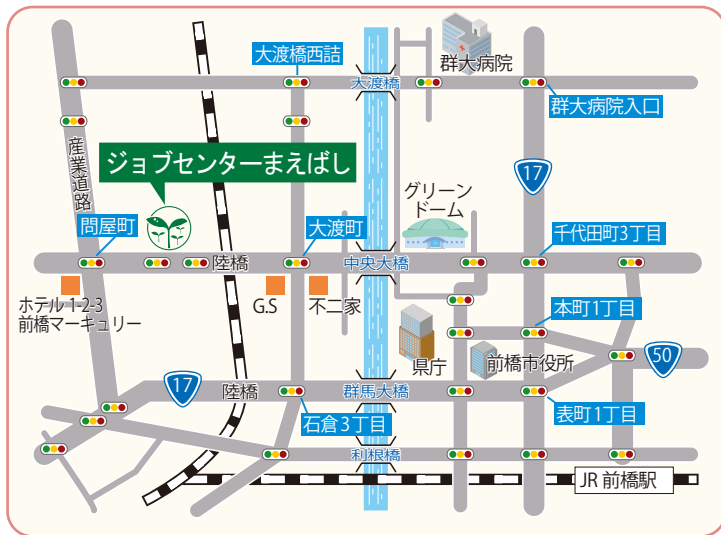 大渡橋西詰
群大病院
大渡橋
群大病院入口
産業道路
ジョブセンターまえばし
17
グリーン
ドーム
問屋町
大渡町
千代田町3丁目
陸橋
中央大橋
ホテル 1-2-3
前橋マーキュリー
G.S
不二家
本町1丁目
県庁
前橋市役所
50
17
陸橋
群馬大橋
石倉3丁目
表町1丁目
利根橋
JR 前橋駅